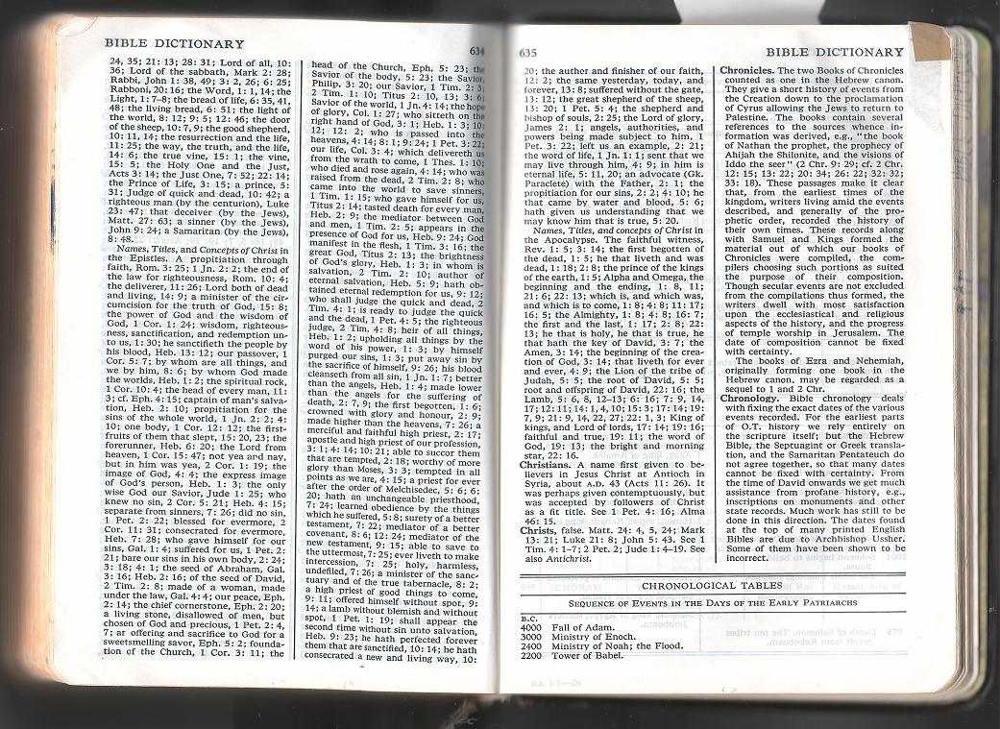 BIBLE DICTIONARY
634
24, 35; 21: 13; 28: 31; Lord of all, 10:
36; Lord of the sabbath, Mark 2: 28;
Rabbi, John 1: 38, 49; 3: 2, 26; 6: 25;
Rabboni, 20: 16; the Word, 1: 1, 14; the
Light, 1: 7–8; the bread of life, 6: 35, 41,
48; the living bread, 6: 51; the light of
the world, 8: 12; 9: 5; 12: 46; the door
of the sheep, 10: 7, 9; the good shepherd,
10: 11, 14; the resurrection and the life,
11: 25; the way, the truth, and the life,
14: 6; the true vine, 15: 1; the vine,
15: 5; the Holy One and the Just,
Acts 3: 14; the Just One, 7: 52; 22: 14;
the Prince of Life, 3: 15; a prince, 5:
31; Judge of quick and dead, 10: 42; a
righteous man (by the centurion), Luke
23: 47; that deceiver (by the Jews),
Matt. 27: 63; a sinner (by the Jews),
John 9: 24; a Samaritan (by the Jews),
8: 48.
Names, Titles, and Concepts of Christ in
the Epistles. A propitiation through
faith, Rom. 3: 25; 1 Jn. 2: 2; the end of
the law for righteousness, Rom. 10: 4;
the deliverer, 11: 26; Lord both of dead
and living, 14: 9; a minister of the cir-
cumcision for the truth of God, 15: 8;
the power of God and the wisdom of
God, 1 Cor. 1: 24; wisdom, righteous-
ness, sanctification, and redemption un-
to us, 1: 30; he sanctifieth the people by
his blood, Heb. 13: 12; our passover, 1
Cor. 5: 7; by whom are all things, and
we by him, 8: 6; by whom God made
the worlds, Heb. 1: 2; the spiritual rock,
1 Cor. 10: 4; the head of every man, 11:
3; cf. Eph. 4: 15; captain of man's salva-
tion, Heb. 2: 10; propitiation for the
sins of the whole world, 1 Jn. 2: 2; 4:
10; one body, 1 Cor. 12: 12; the first-
fruits of them that slept, 15: 20, 23; the
forerunner, Heb. 6: 20; the Lord from
heaven, 1 Cor. 15: 47; not yea and nay,
but in him was yea, 2 Cor. 1: 19; the
image of God, 4: 4; the express image
of God's person, Heb. 1: 3; the only
wise God our Savior, Jude 1: 25; who
knew no sin, 2 Cor. 5: 21; Heb. 4: 15;
separate from sinners, 7: 26; did no sin,
1 Pet. 2: 22; blessed for evermore, 2
Cor. 11: 31; consecrated for evermore,
Heb. 7: 28; who gave himself for our
sins, Gal. 1: 4; suffered for us, 1 Pet. 2:
21; bare our sins in his own body, 2: 24;
3: 18; 4: 1; the seed of Abraham, Gal.
3: 16; Heb. 2: 16; of the seed of David,
2 Tim. 2: 8; made of a woman, made
under the law, Gal. 4: 4; our peace, Eph.
2: 14; the chief cornerstone, Eph. 2: 20;
a living stone, disallowed of men, but
chosen of God and precious, 1 Pet. 2: 4,
7; ar offering and sacrifice to God for a
sweetsmelling savor, Eph. 5: 2; founda-
tion of the Church, 1 Cor. 3: 11; the
head of the Church, Eph. 5: 23; the
Savior of the body, 5: 23; the Savior,
Philip. 3: 20; our Savior, 1 Tim. 2: 3;
2 Tim. 1: 10; Titus 2: 10, 13; 3: 6;
Savior of the world, 1 Jn. 4: 14; the hope
of glory, Col. 1: 27; who sitteth on the
right hand of God, 3: 1; Heb. 1: 3; 10:
12; 12: 2; who is passed into the
heavens, 4: 14; 8: 1; 9: 24; 1 Pet. 3: 22;
our life, Col. 3: 4; which delivereth us
from the wrath to come, 1 Thes. 1: 10;
who died and rose again, 4: 14; who was
raised from the dead, 2 Tim. 2: 8; who
came into the world to save sinners,
1 Tim. 1: 15; who gave himself for us,
Titus 2: 14; tasted death for every man,
Heb. 2: 9; the mediator between God
and men, 1 Tim. 2: 5; appears in the
presence of God for us, Heb. 9: 24; God
manifest in the flesh, 1 Tim. 3: 16; the
great God, Titus 2: 13; the brightness
of God's glory, Heb. 1: 3; in whom is
salvation, 2 Tim. 2: 10; author of
eternal salvation, Heb. 5: 9; hath ob-
tained eternal redemption for us, 9: 12;
who shall judge the quick and dead, 2
Tim. 4: 1; is ready to judge the quick
and the dead, 1 Pet. 4: 5; the righteous
judge, 2 Tim. 4: 8; heir of all things,
Heb. 1: 2; upholding all things by the
word of his power, 1: 3; by himself
purged our sins, 1: 3; put away sin by
the sacrifice of himself, 9: 26; his blood
cleanseth from all sin, 1 Jn. 1: 7; better
than the angels, Heb. 1: 4; made lower
than the angels for the suffering of
death, 2: 7, 9; the first begotten, 1: 6;
crowned with glory and honour, 2: 9;
made higher than the heavens, 7: 26; a
merciful and faithful high priest, 2: 17;
apostle and high priest of our profession,
3: 1; 4: 14; 10: 21; able to succor them
that are tempted, 2: 18; worthy of more
glory than Moses, 3: 3; tempted in all
points as we are, 4: 15; a priest for ever
after the order of Melchisedec, 5: 6; 6:
20; hath an unchangeable priesthood,
7: 24; learned obedience by the things
which he suffered, 5: 8; surety of a better
testament, 7: 22; mediator of a better
covenant, 8: 6; 12: 24; mediator of the
new testament, 9: 15; able to save to
the uttermost, 7: 25; ever liveth to make
intercession, 7: 25; holy, harmless,
undefiled, 7: 26; a minister of the sanc-
tuary and of the true tabernacle, 8: 2;
a high priest of good things to come,
9: 11; offered himself without spot, 9:
14; a lamb without blemish and without
spot, 1 Pet. 1: 19; shall appear the
second time without sin unto salvation,
Heb. 9: 23; he hath perfected forever
them that are sanctified, 10: 14; he hath
consecrated a new and living way, 10:
635
BIBLE DICTIONARY
20; the auther and finisher of our faith,
12: 2; the same yesterday, today, and
forever, 13: 8; suffered without the gate,
13: 12; the great shepherd of the sheep,
13: 20; 1 Pet. 5: 4; the shepherd and
bishop of souls, 2: 25; the Lord of glory,
James 2: 1; angels, authorities, and
powers being made subject to him, 1
Pet. 3: 22; left us an example, 2: 21;
the word of life, 1 Jn. 1: 1; sent that we
may live through him, 4: 9; in him is
eternal life, 5: 11, 20; an advocate (Gk.
Paraclete) with the Father, 2: 1; the
propitiation for our sins, 2: 2; 4: 10;
he that came by water and blood, 5: 6;
hath given us understanding that we
may know him that is true, 5: 20.
Names, Titles, and concepts of Christ in
the Apocalypse. The faithful witness,
Rev. 1: 5; 3: 14; the first begotten of
the dead, 1: 5; he that liveth and was
dead, 1: 18; 2: 8; the prince of the kings
of the earth, 1: 5; Alpha and Omega, the
beginning and the ending, 1: 8, 11;
21: 6; 22: 13; which is, and which was,
and which is to come, 1: 8; 4: 8; 11: 17;
16: 5; the Almighty, 1: 8; 4: 8; 16: 7;
the first and the last, 1: 17; 2: 8; 22:
13; he that is holy, he that is true, he
that hath the key of David, 3: 7; the
Amen, 3: 14; the beginning of the crea-
tion of God, 3: 14; that liveth for ever
and ever, 4: 9; the Lion of the tribe of
Judah, 5: 5; the root of David, 5: 5;
root and offspring of David, 22: 16; the
Lamb, 5: 6, 8, 12–13; 6: 16; 7: 9, 14,
17; 12: 11; 14: 1, 4, 10; 15: 3; 17: 14; 19:
7, 9; 21: 9, 14, 22, 27; 22: 1, 3; King of
kings, and Lord of lords, 17: 14; 19: 16;
faithful and true, 19: 11; the word of
God, 19: 13; the bright and morning
star, 22: 16.
Christians. A name first given to be-
lievers in Jesus Christ at Antioch in
Syria, about A.D. 43 (Acts 11: 26). It
was perhaps given contemptuously, but
was accepted by followers of Christ
as a fit title. See 1 Pet. 4: 16; Alma
46: 15.
Christs, false. Matt. 24: 4, 5, 24; Mark
13: 21; Luke 21: 8; John 5: 43. See 1
Tim. 4: 1–7; 2 Pet. 2; Jude 1: 4–19. See
also Antichrist.
Chronicles. The two Books of Chronicles
counted as one in the Hebrew canon.
They give a short history of events from
the Creation down to the proclamation
of Cyrus allowing the Jews to return to
Palestine. The books contain several
references to the sources whence in-
formation was derived, e.g., "the book
of Nathan the prophet, the prophecy of
Ahijah the Shilonite, and the visions of
Iddo the seer" (2 Chr. 9: 29; cf. 2 Chr.
12: 15; 13: 22; 20: 34; 26: 22; 32: 32;
33: 18). These passages make it clear
that, from the earliest times of the
kingdom, writers living amid the events
described, and generally of the pro-
phetic order, recorded the history of
their own times. These records along
with Samuel and Kings formed the
material out of which our books of
Chronicles were compiled, the com-
pilers choosing such portions as suited
the purpose of their composition.
Though secular events are not excluded
from the compilations thus formed, the
writers dwell with most satisfaction
upon the ecclesiastical and religious
aspects of the history, and the progress
of temple worship in Jerusalem. The
date of composition cannot be fixed
with certainty.
The books of Ezra and Nehemiah,
originally forming one book in the
Hebrew canon. may be regarded as a
sequel to 1 and 2 Chr.
Chronology. Bible chronology deals
with fixing the exact dates of the various
events recorded. For the earliest parts
of O.T. history we rely entirely on
the scripture itself; but the Hebrew
Bible, the Septuagint or Greek transla-
tion, and the Samaritan Pentateuch do
not agree together, so that many dates
cannot be fixed with certainty. From
the time of David onwards we get much
assistance from profane history, e.g.,
inscriptions on monuments and other
state records. Much work has still to be
done in this direction. The dates found
at the top of many printed English
Bibles are due to Archbishop Ussher.
Some of them have been shown to be
incorrect.
CHRONOLOGICAL TABLES
SEQUENCE OF EVENTS IN THE DAYS OF THE EARLY PATRIARCHS
B.C.
4000 Fall of Adam.
3000 Ministry of Enoch.
2400 Ministry of Noah; the Flood.
2200 Tower of Babel.